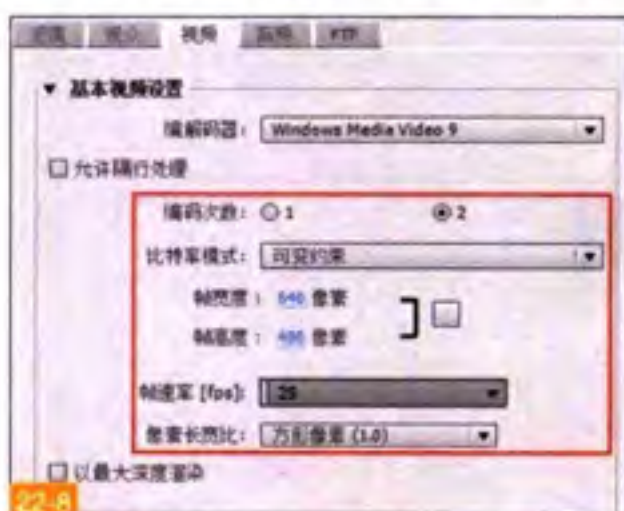 视频
▼ 基本视频设置
编解码器： Windows Media Video 9
允许隔行处理
编码次数： 1 2
比特率模式： 可变约束
帧宽度： 640 像素
帧高度： 480 像素
帧速率 [fps]: 25
像素长宽比： 方形像素 (1.0)
以最大深度渲染
22-8